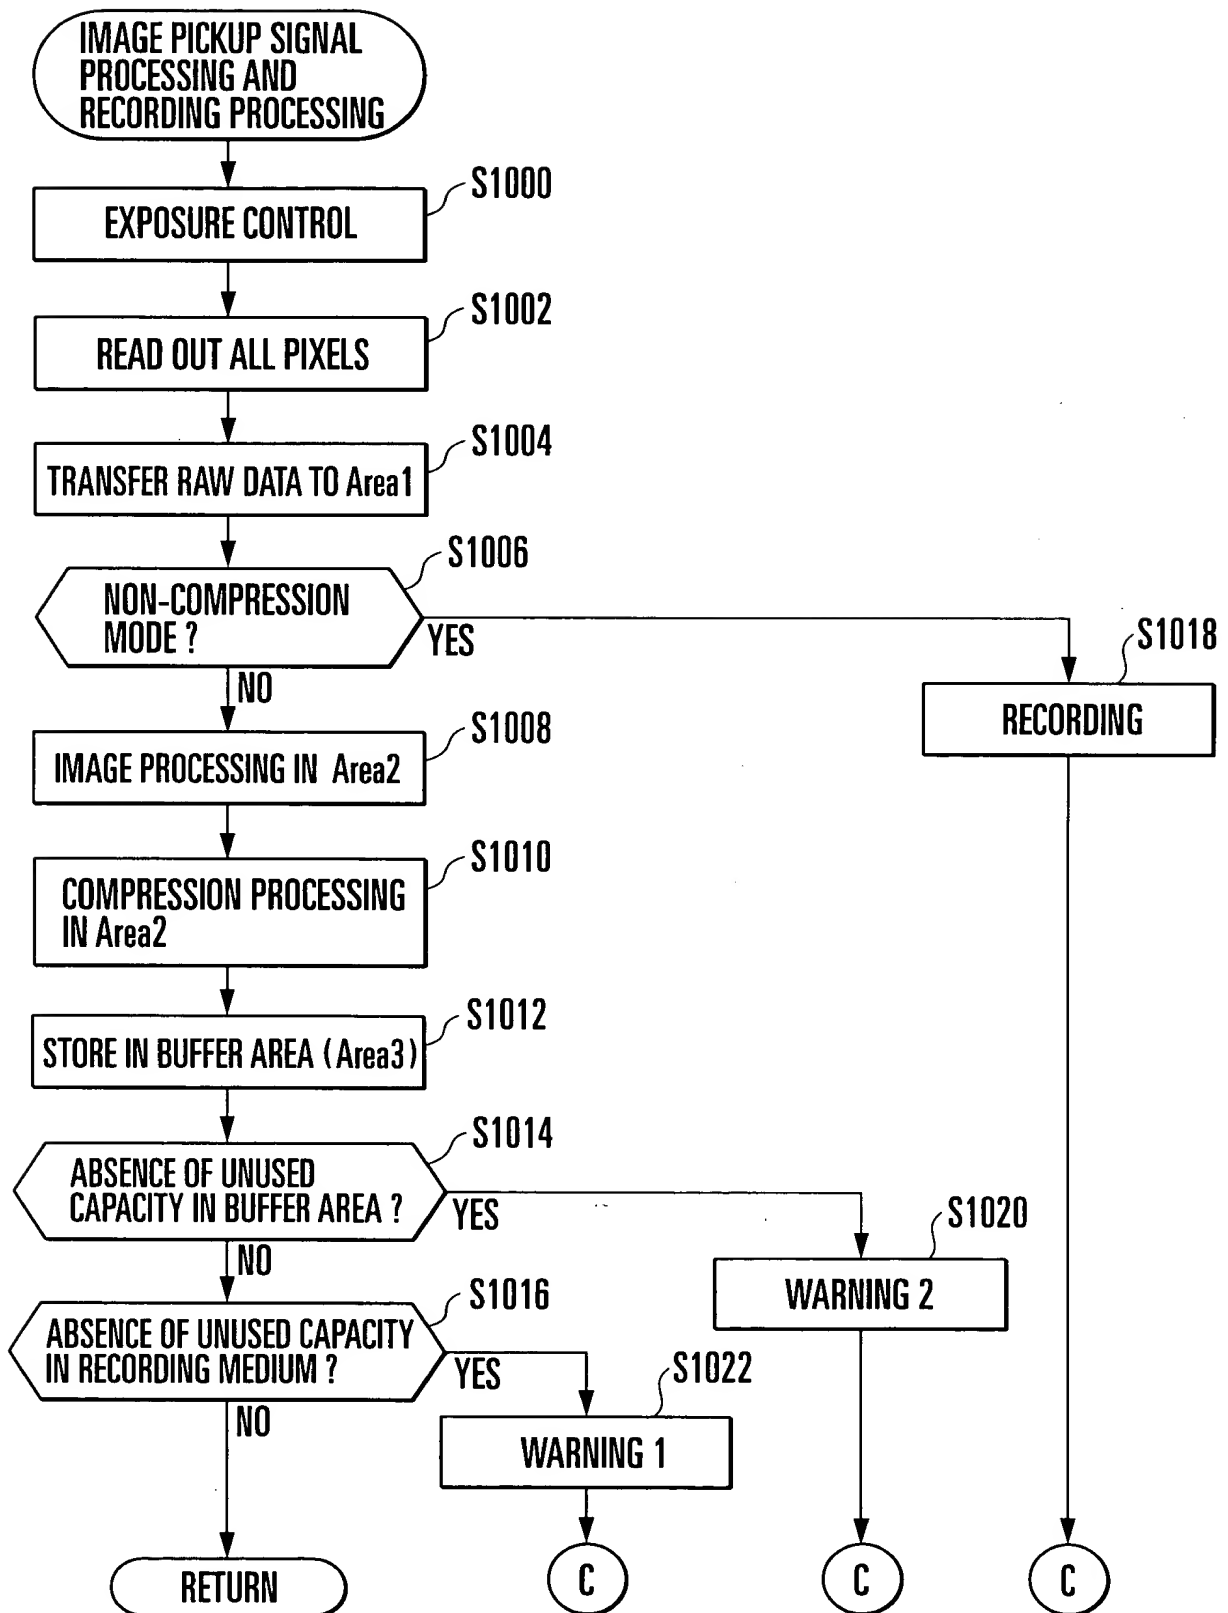 IMAGE PICKUP SIGNAL
PROCESSING AND
RECORDING PROCESSING
S1000
EXPOSURE CONTROL
S1002
READ OUT ALL PIXELS
S1004
TRANSFER RAW DATA TO Area1
S1006
NON-COMPRESSION
MODE ?
YES
NO
S1018
RECORDING
S1008
IMAGE PROCESSING IN Area2
S1010
COMPRESSION PROCESSING
IN Area2
S1012
STORE IN BUFFER AREA (Area3)
S1014
ABSENCE OF UNUSED
CAPACITY IN BUFFER AREA ?
YES
NO
S1020
WARNING 2
S1016
ABSENCE OF UNUSED CAPACITY
IN RECORDING MEDIUM ?
YES
NO
S1022
WARNING 1
RETURN
C
C
C